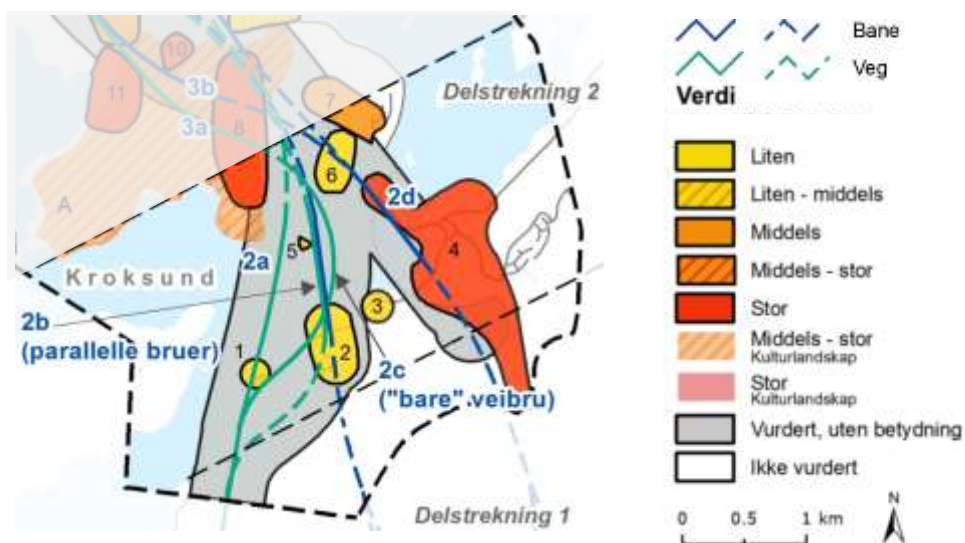 10
11
3b
3a
8
A
7
Delstrekning 2
6
2d
5
4
2a
Kroksund
3
2b
(parallelle bruer)
1
2
2c
("bare" veibru)
Delstrekning 1
Bane
Veg
Verdi
Liten
Liten - middels
Middels
Middels - stor
Stor
Middels - stor
Kulturlandskap
Stor
Kulturlandskap
Vurdert, uten betydning
Ikke vurdert
0 0.5 1 km
N